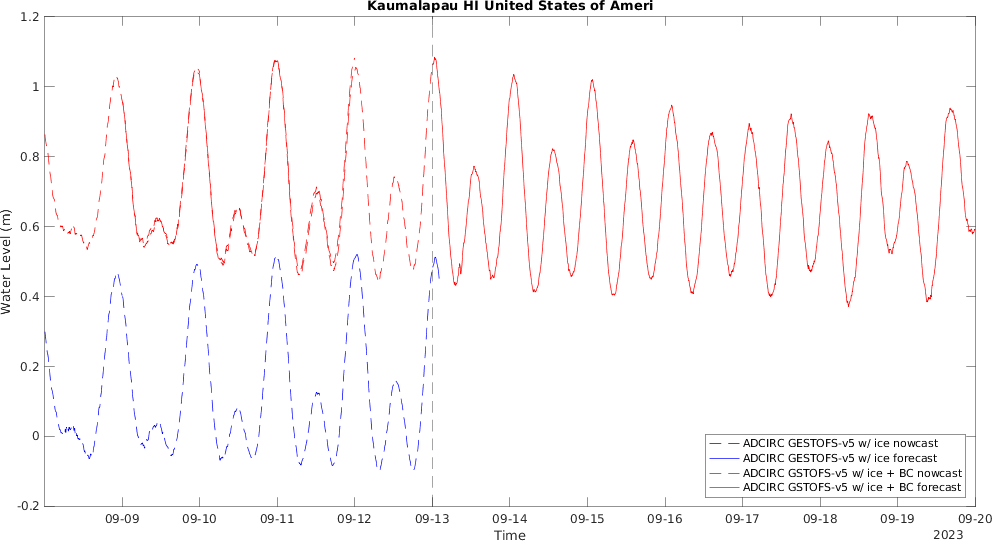 Kaumalapau HI United States of Ameri
1.2
1
0.8
0.6
0.4
0.2
0
-0.2
Water Level (m)
09-09 09-10 09-11 09-12 09-13 09-14 09-15 09-16 09-17 09-18 09-19 09-20
Time
2023
ADCIRC GESTOFS-v5 w/ ice nowcast
ADCIRC GESTOFS-v5 w/ ice forecast
ADCIRC GSTOFS-v5 w/ ice + BC nowcast
ADCIRC GSTOFS-v5 w/ ice + BC forecast